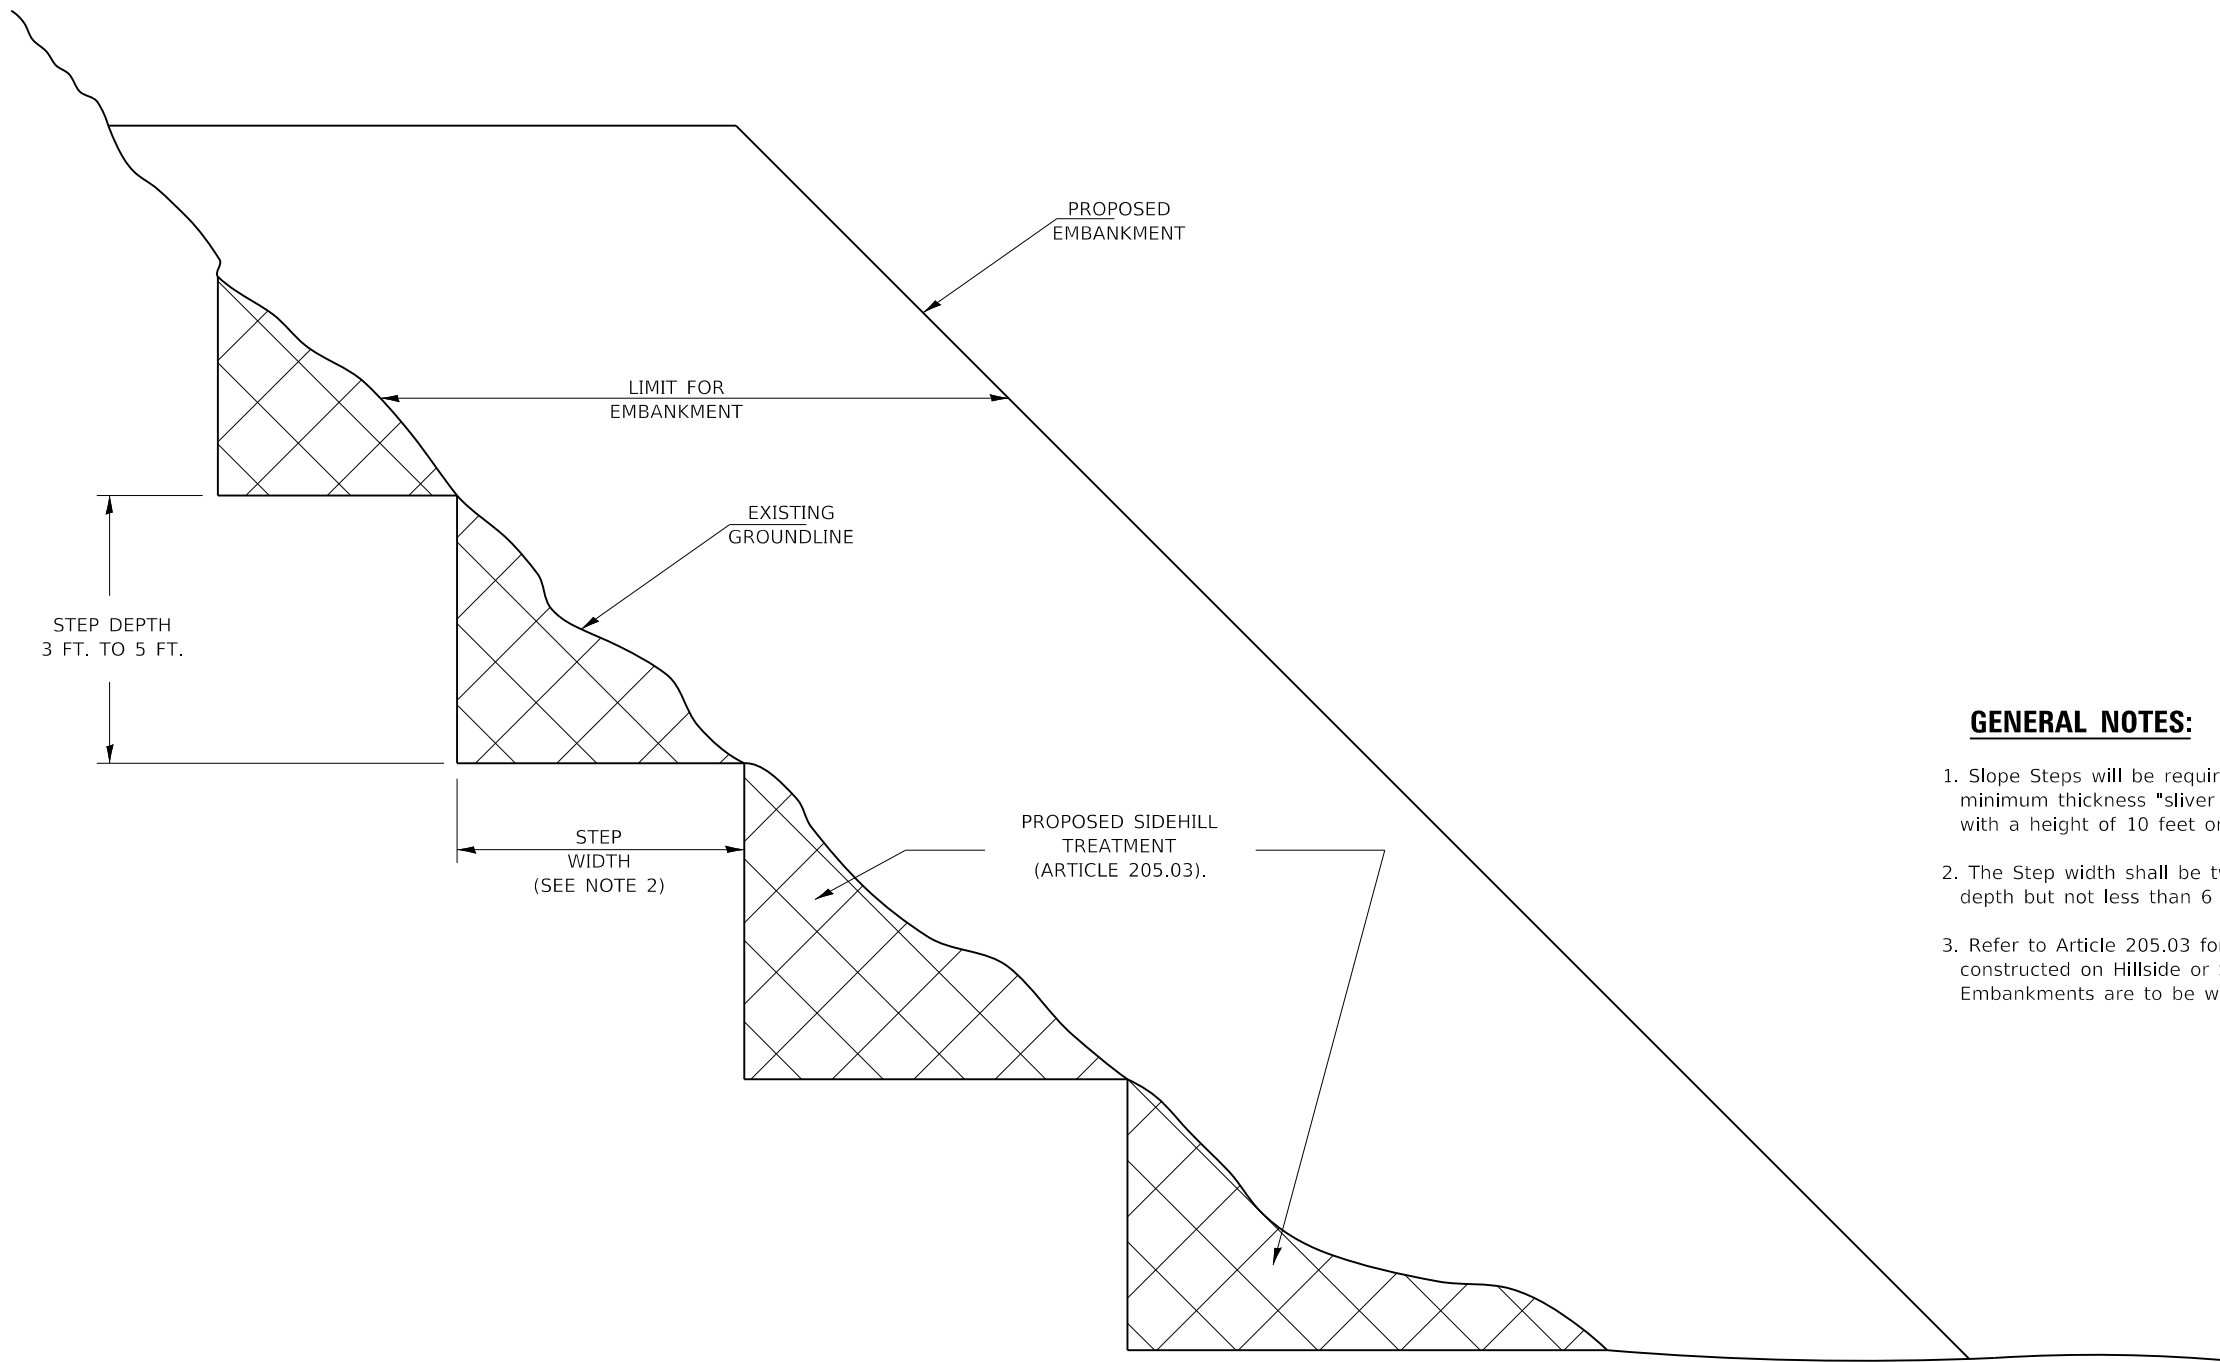 PROPOSED
EMBANKMENT
LIMIT FOR
EMBANKMENT
EXISTING
GROUNDLINE
STEP DEPTH
3 FT. TO 5 FT.
STEP
WIDTH
(SEE NOTE 2)
PROPOSED SIDEHILL
TREATMENT
(ARTICLE 205.03).
GENERAL NOTES:
1. Slope Steps will be
minimum thickness "sliver
with a height of 10 feet
2. The Step width shall be
depth but not less than 6
3. Refer to Article 205.03
constructed on Hillside or
Embankments are to be